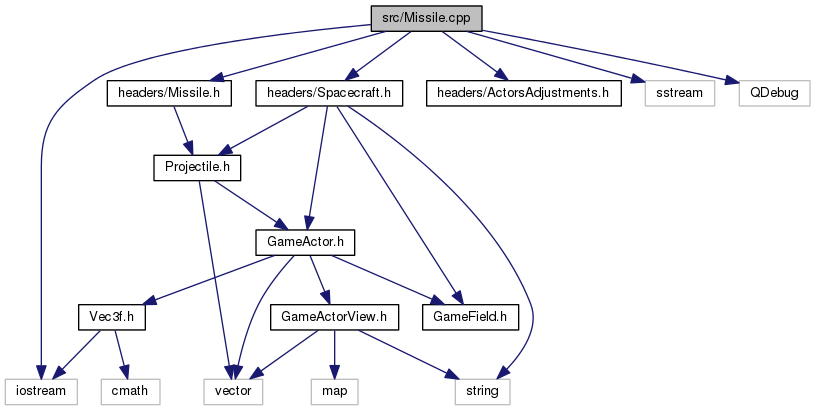 src/Missile.cpp
headers/Missile.h
headers/Spacecraft.h
headers/ActorsAdjustments.h
sstream
QDebug
Projectile.h
GameActor.h
Vec3f.h
GameActorView.h
GameField.h
iostream
cmath
vector
map
string